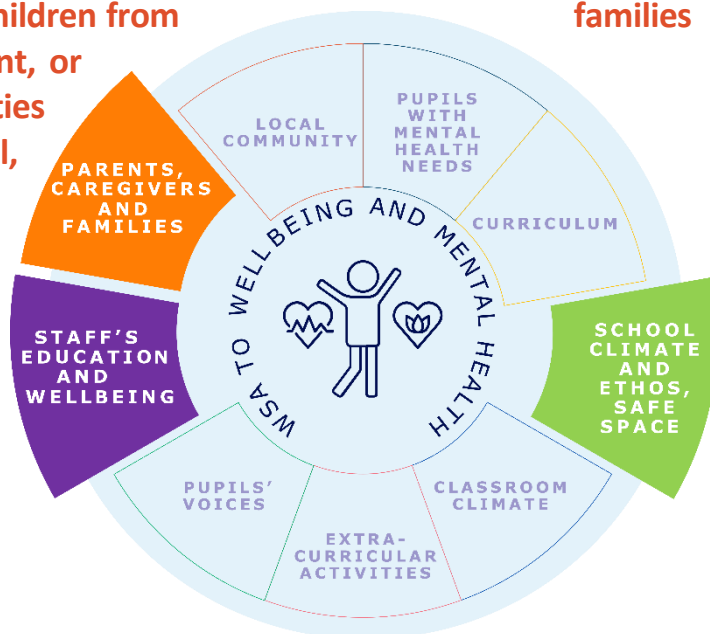 children from
families
nt, or
ties
l,
LOCAL
COMMUNITY
PUPILS
WITH
MENTAL
HEALTH
NEEDS
CURRICULUM
SCHOOL
CLIMATE
AND
ETHOS,
SAFE
SPACE
CLASSROOM
CLIMATE
EXTRA-
CURRICULAR
ACTIVITIES
PUPILS'
VOICES
STAFF'S
EDUCATION
AND
WELLBEING
PARENTS,
CAREGIVERS
AND
FAMILIES
WSA TO WELLBEING AND MENTAL HEALTH